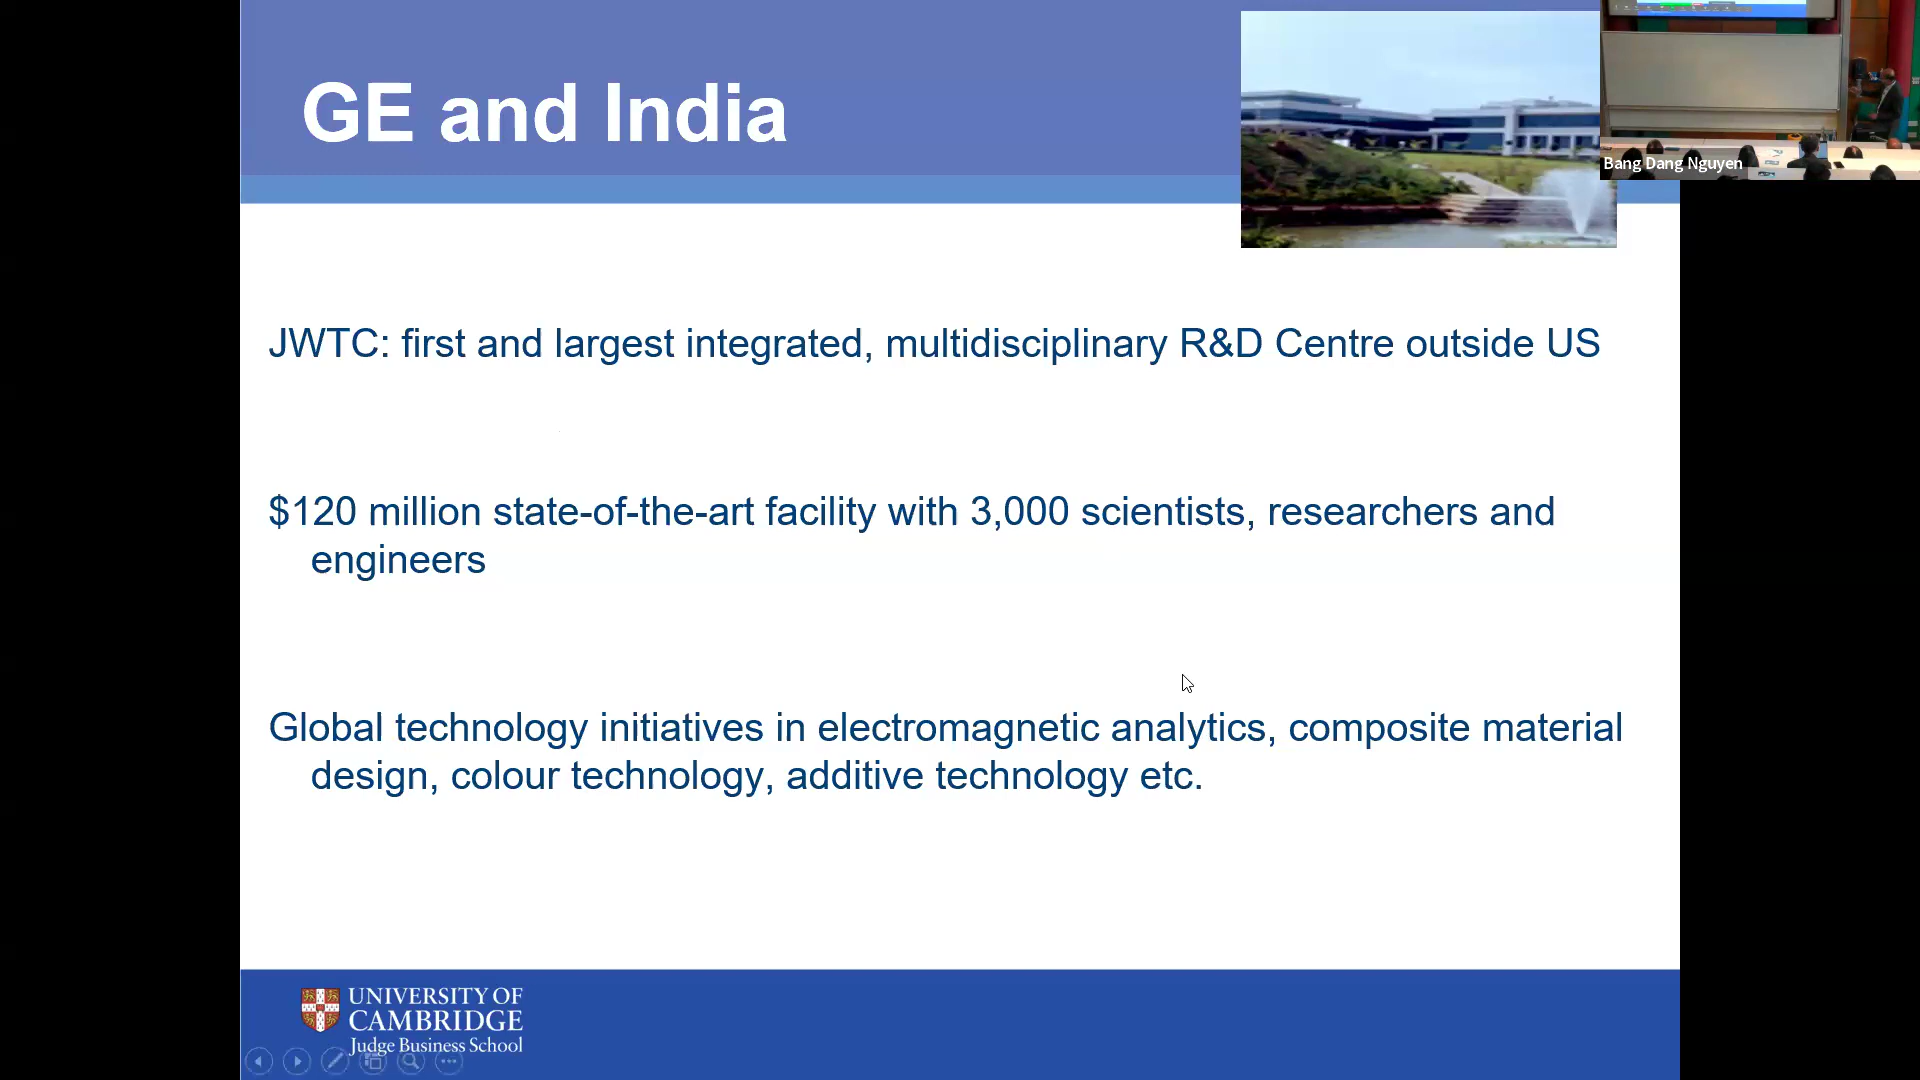 GE and India
Bang Dang Nguyen
JWTC: first and largest integrated, multidisciplinary R&D Centre outside US
$120 million state-of-the-art facility with 3,000 scientists, researchers and
engineers
Global technology initiatives in electromagnetic analytics, composite material
design, colour technology, additive technology etc.
UNIVERSITY OF
CAMBRIDGE
Judge Business School